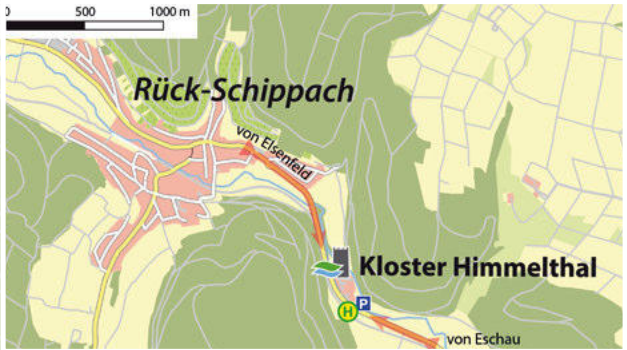 0 500 1000 m
Rück-Schippach
von Elsenfeld
Kloster Himmelthal
P
H
von Eschau